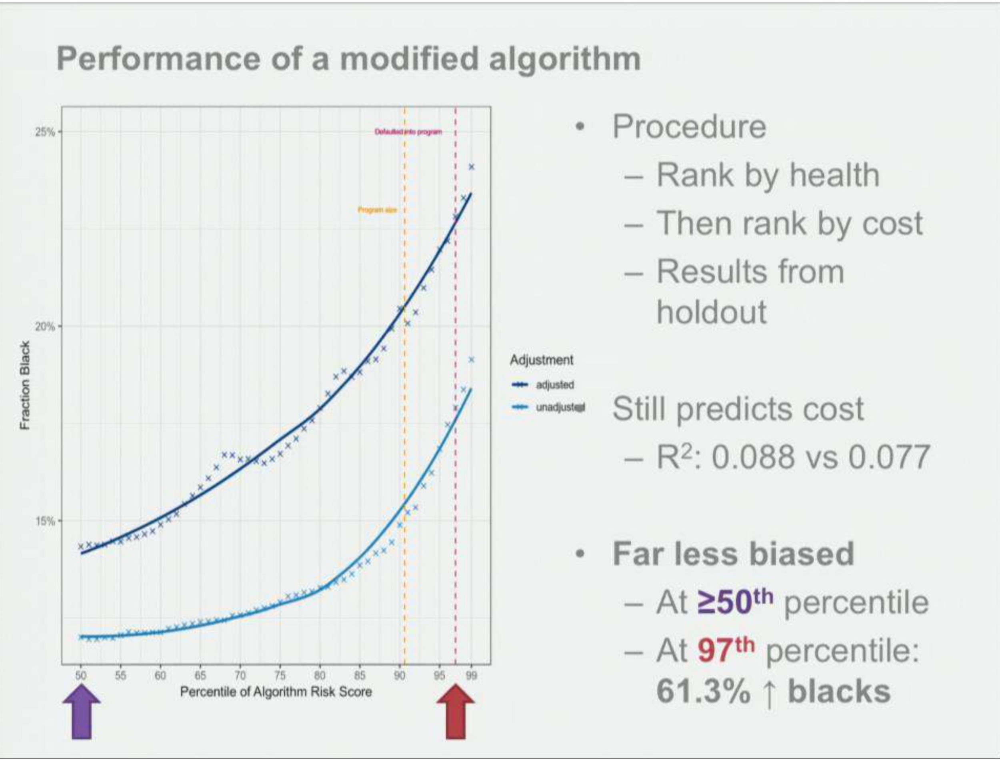 Performance of a modified algorithm
25%
20%
15%
Fraction Black
Defaulted into program
Program size
50 55 60 65 70 75 80 85 90 95 99
Percentile of Algorithm Risk Score
Adjustment
adjusted
unadjusted
• Procedure
– Rank by health
– Then rank by cost
– Results from
holdout
• Still predicts cost
– R²: 0.088 vs 0.077
• Far less biased
– At ≥50th percentile
– At 97th percentile:
61.3% ↑ blacks